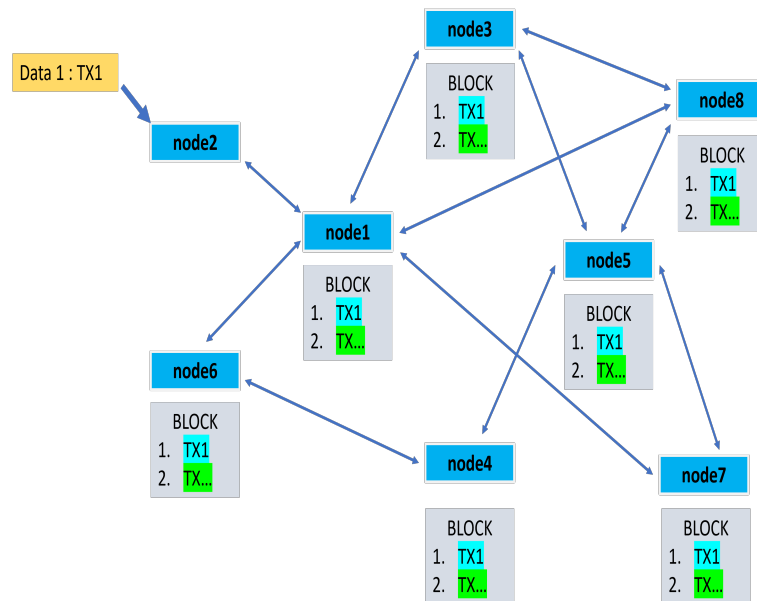 node3
Data 1 : TX1
BLOCK
1. TX1
2. TX...
node8
node2
BLOCK
1. TX1
2. TX...
node1
node5
BLOCK
1. TX1
2. TX...
BLOCK
1. TX1
2. TX...
node6
BLOCK
1. TX1
2. TX...
node4
node7
BLOCK
1. TX1
2. TX...
BLOCK
1. TX1
2. TX...